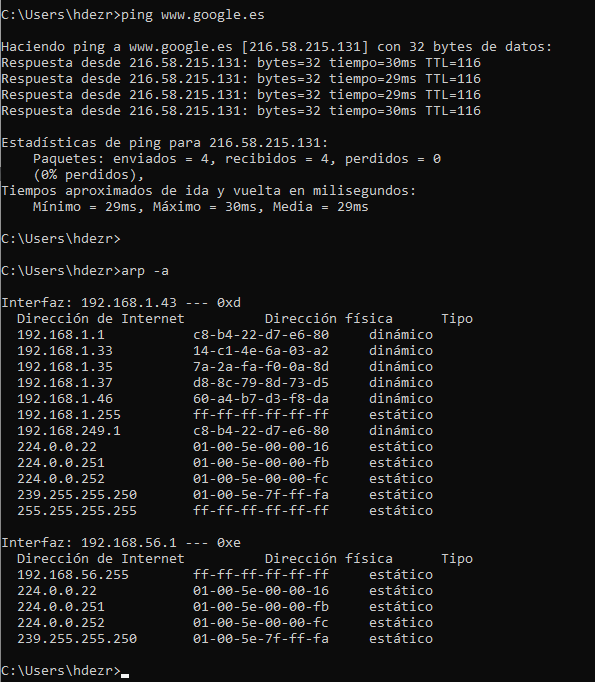 C:\Users\hdezr>ping www.google.es
Haciendo ping a www.google.es [216.58.215.131] con 32 bytes de datos:
Respuesta desde 216.58.215.131: bytes=32 tiempo=30ms TTL=116
Respuesta desde 216.58.215.131: bytes=32 tiempo=29ms TTL=116
Respuesta desde 216.58.215.131: bytes=32 tiempo=29ms TTL=116
Respuesta desde 216.58.215.131: bytes=32 tiempo=30ms TTL=116
Estadísticas de ping para 216.58.215.131:
    Paquetes: enviados = 4, recibidos = 4, perdidos = 0
    (0% perdidos),
Tiempos aproximados de ida y vuelta en milisegundos:
    Mínimo = 29ms, Máximo = 30ms, Media = 29ms
C:\Users\hdezr>
C:\Users\hdezr>arp -a
Interfaz: 192.168.1.43 --- 0xd
  Dirección de Internet          Dirección física      Tipo
  192.168.1.1           c8-b4-22-d7-e6-80     dinámico
  192.168.1.33          14-c1-4e-6a-03-a2     dinámico
  192.168.1.35          7a-2a-fa-f0-0a-8d     dinámico
  192.168.1.37          d8-8c-79-8d-73-d5     dinámico
  192.168.1.46          60-a4-b7-d3-f8-da     dinámico
  192.168.1.255         ff-ff-ff-ff-ff-ff     estático
  192.168.249.1         c8-b4-22-d7-e6-80     dinámico
  224.0.0.22            01-00-5e-00-00-16     estático
  224.0.0.251           01-00-5e-00-00-fb     estático
  224.0.0.252           01-00-5e-00-00-fc     estático
  239.255.255.250       01-00-5e-7f-ff-fa     estático
  255.255.255.255       ff-ff-ff-ff-ff-ff     estático
Interfaz: 192.168.56.1 --- 0xe
  Dirección de Internet          Dirección física      Tipo
  192.168.56.255        ff-ff-ff-ff-ff-ff     estático
  224.0.0.22            01-00-5e-00-00-16     estático
  224.0.0.251           01-00-5e-00-00-fb     estático
  224.0.0.252           01-00-5e-00-00-fc     estático
  239.255.255.250       01-00-5e-7f-ff-fa     estático
C:\Users\hdezr>